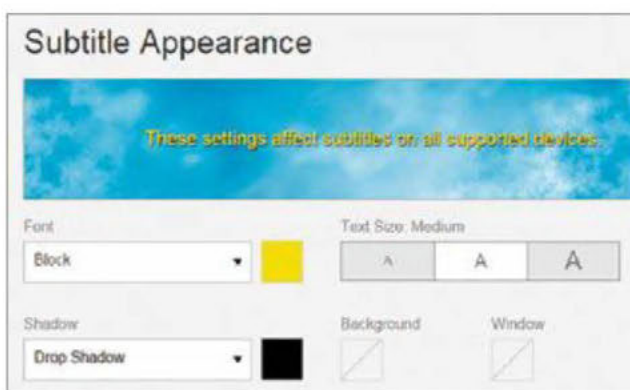 Subtitle Appearance
These settings affect subtitles on all supported devices.
Font
Text Size: Medium
Block
A
A
A
Shadow
Background
Window
Drop Shadow